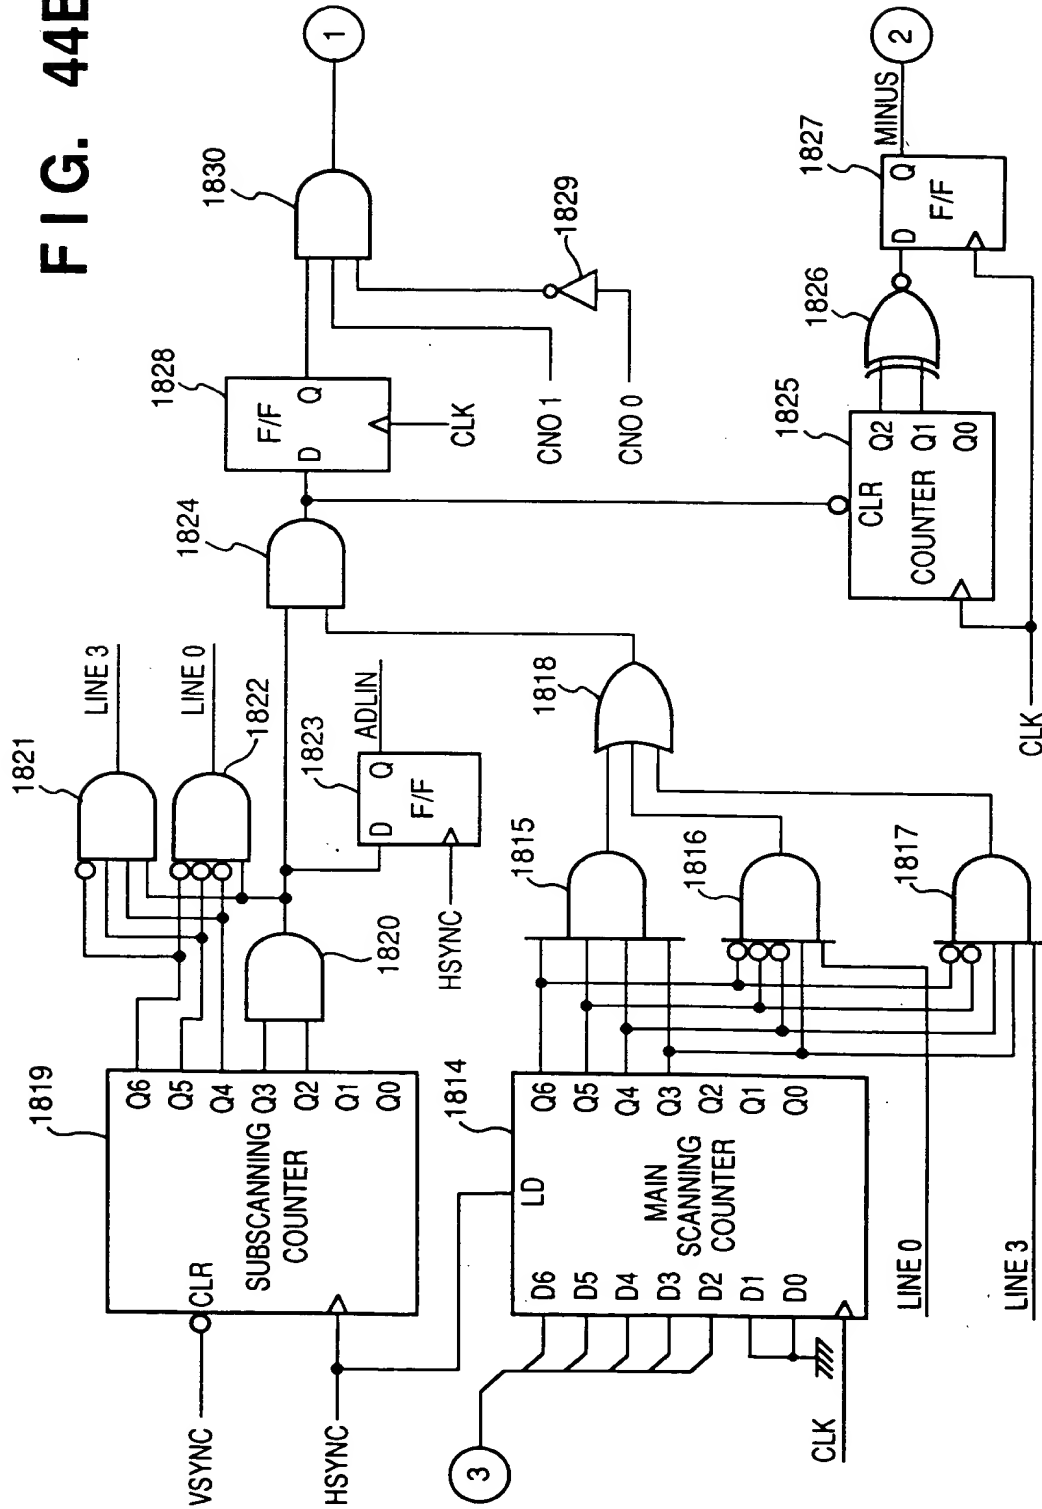 FIG. 44B
1819
VSYNC
CLR
HSYNC
SUBSCANNING
COUNTER
Q6
Q5
Q4
Q3
Q2
Q1
Q0
1821
LINE 3
LINE 0
1822
1820
1823
ADLIN
D
Q
F/F
HSYNC
1824
1828
F/F
D
Q
CLK
1830
1
CNO 1
CNO 0
1829
3
1814
LD
D6
D5
D4
D3
D2
D1
D0
MAIN
SCANNING
COUNTER
Q6
Q5
Q4
Q3
Q2
Q1
Q0
CLK
LINE 0
LINE 3
1815
1816
1817
1818
1825
CLR
COUNTER
Q2
Q1
Q0
CLK
1826
1827
D
Q
F/F
MINUS
2